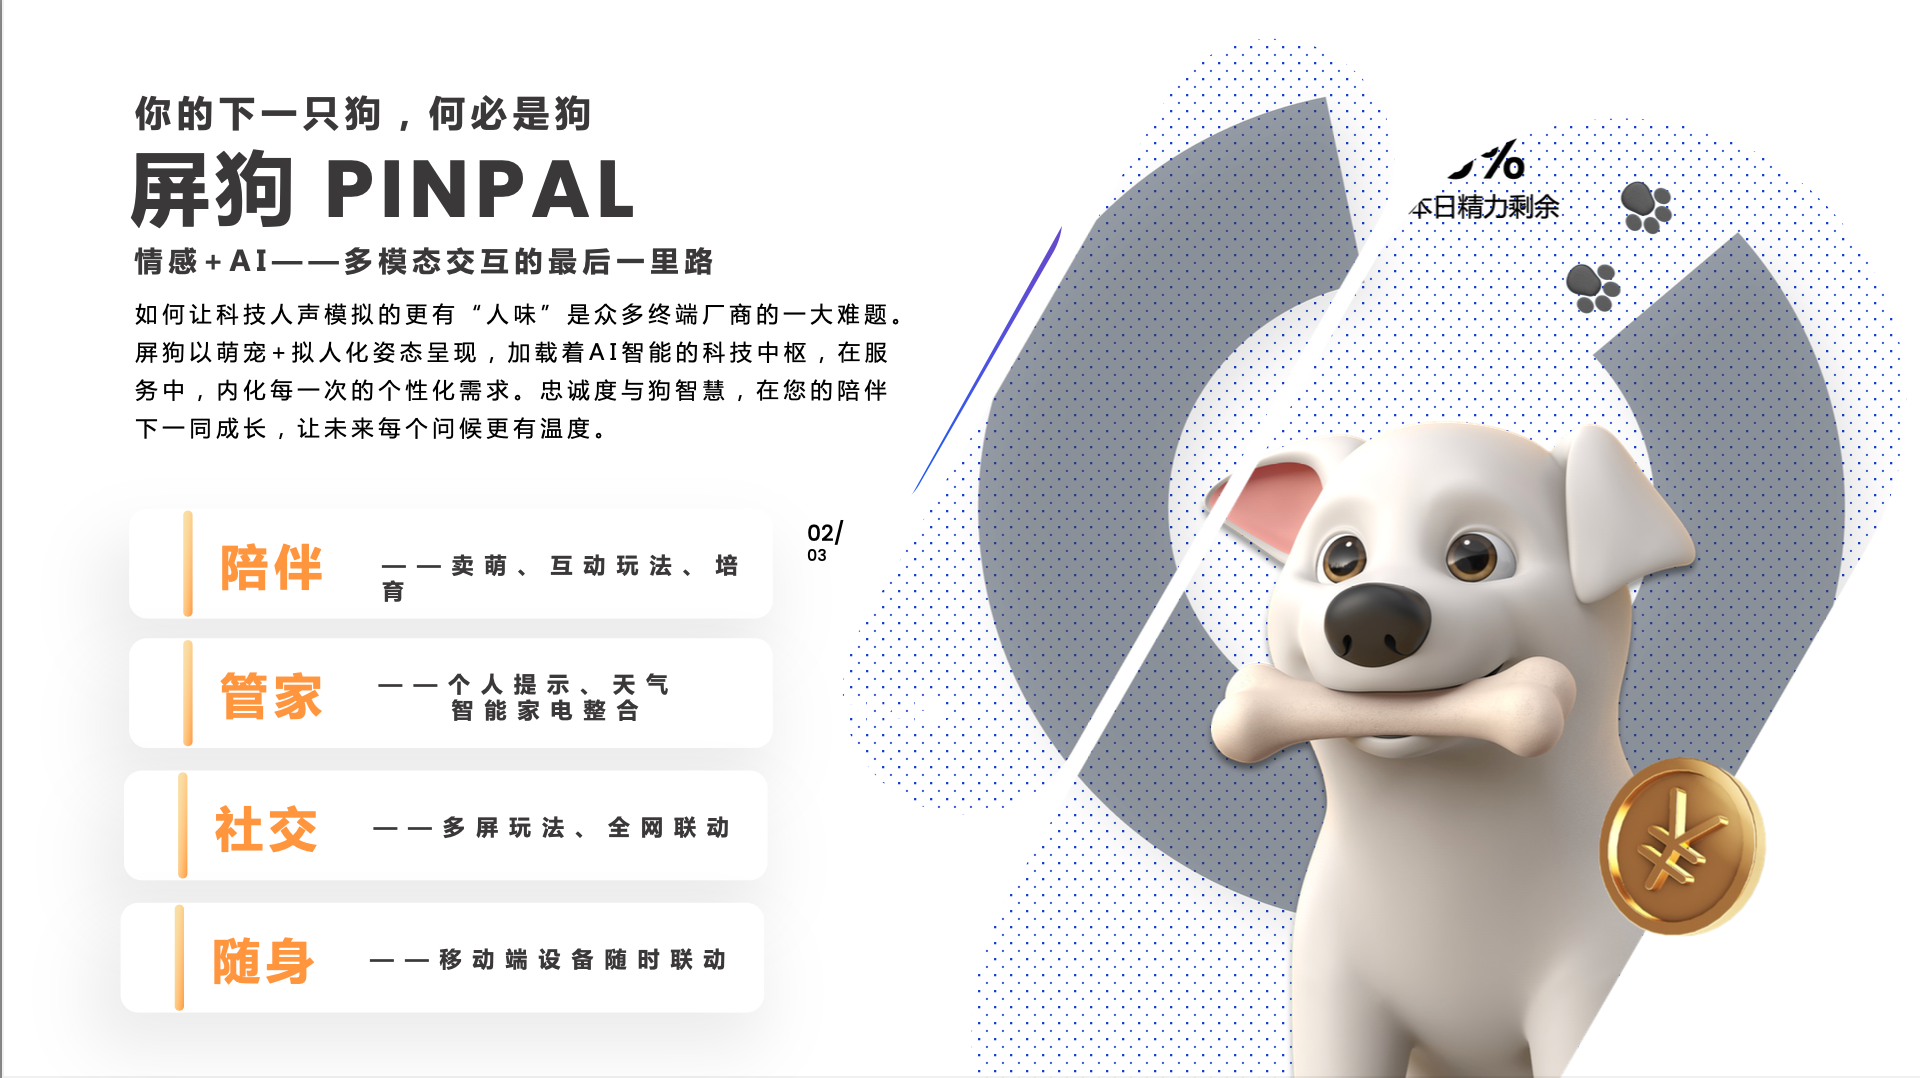 你的下一只狗，何必是狗
屏狗 PINPAL
情感+AI——多模态交互的最后一里路
如何让科技人声模拟的更有“人味”是众多终端厂商的一大难题。
屏狗以萌宠+拟人化姿态呈现，加载着AI智能的科技中枢，在服
务中，内化每一次的个性化需求。忠诚度与狗智慧，在您的陪伴
下一同成长，让未来每个问候更有温度。
陪伴
——卖萌、互动玩法、培
育
02/
03
管家
——个人提示、天气
智能家电整合
社交
——多屏玩法、全网联动
随身
——移动端设备随时联动
%
本日精力剩余
¥